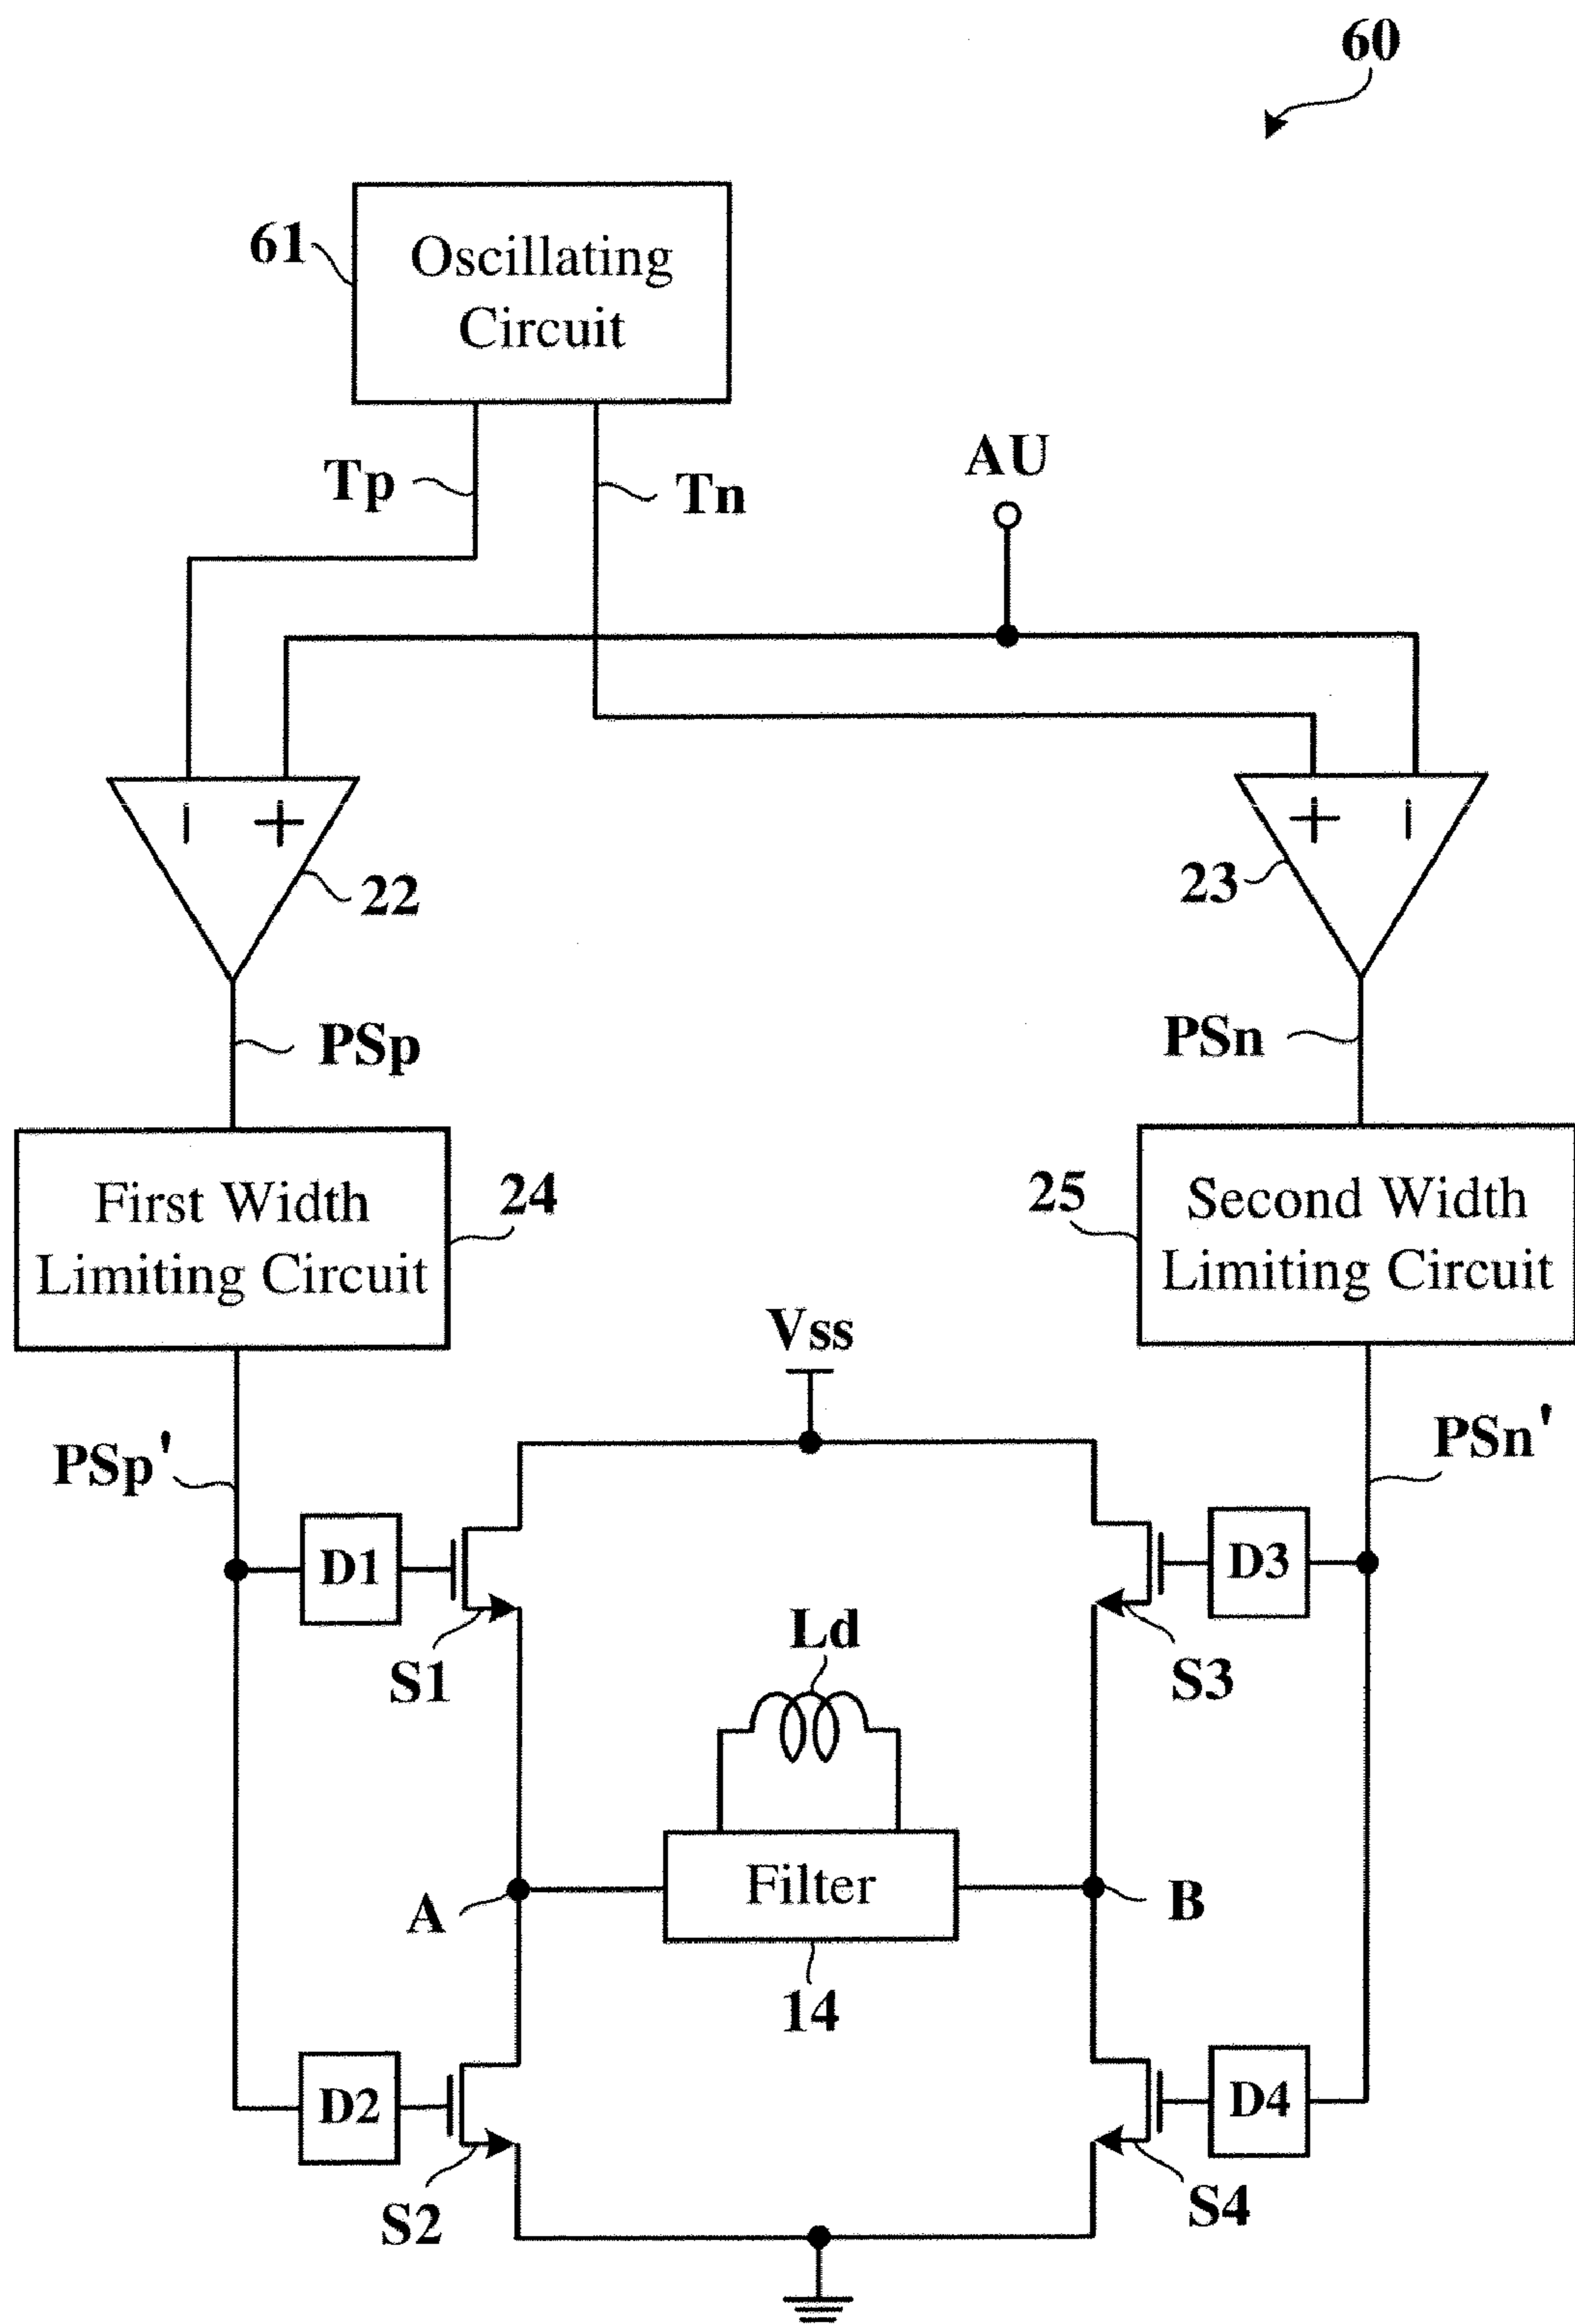 60
61
Oscillating
Circuit
Tp
Tn
AU
− +
+ −
22
23
PSp
PSn
First Width
Limiting Circuit
24
25
Second Width
Limiting Circuit
Vss
PSp'
PSn'
D1
D3
S1
Ld
S3
A
Filter
B
14
D2
D4
S2
S4